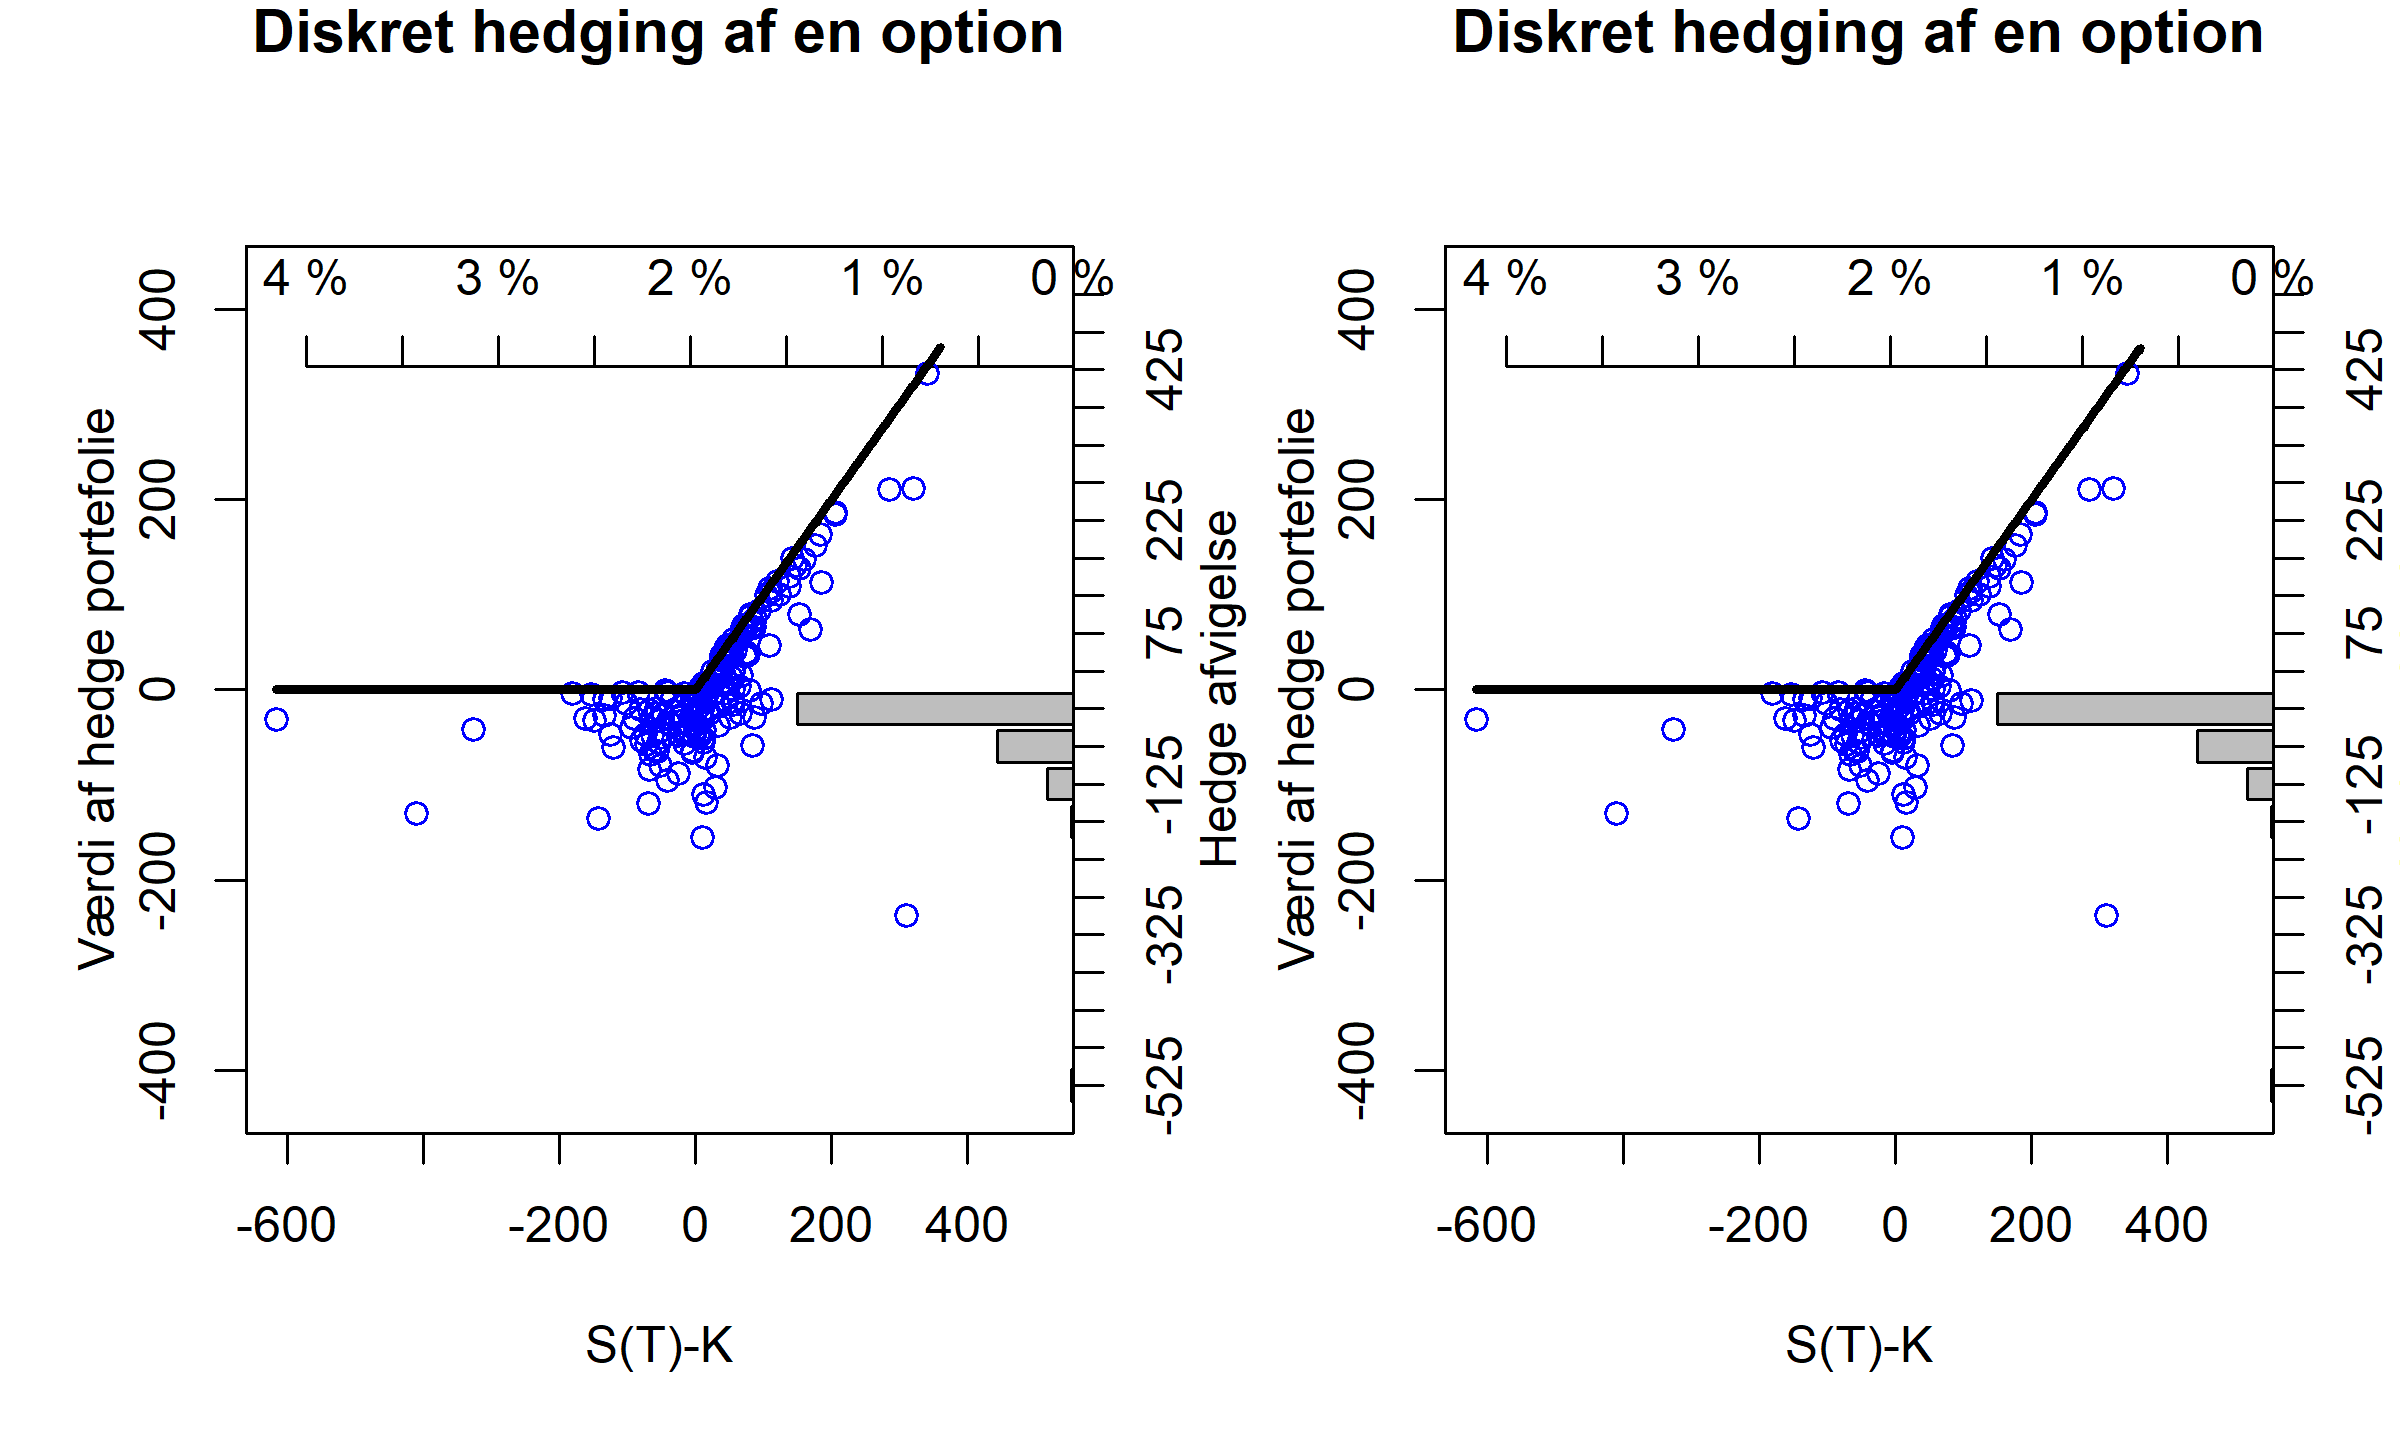 Diskret hedging af en option
4 % 3 % 2 % 1 % 0 %
Værdi af hedge portefolie
400
200
0
-200
-400
425
225
75
-125
-325
-525
Hedge afvigelse
-600 -200 0 200 400
S(T)-K
Diskret hedging af en option
4 % 3 % 2 % 1 % 0 %
Værdi af hedge portefolie
400
200
0
-200
-400
425
225
75
-125
-325
-525
-600 -200 0 200 400
S(T)-K